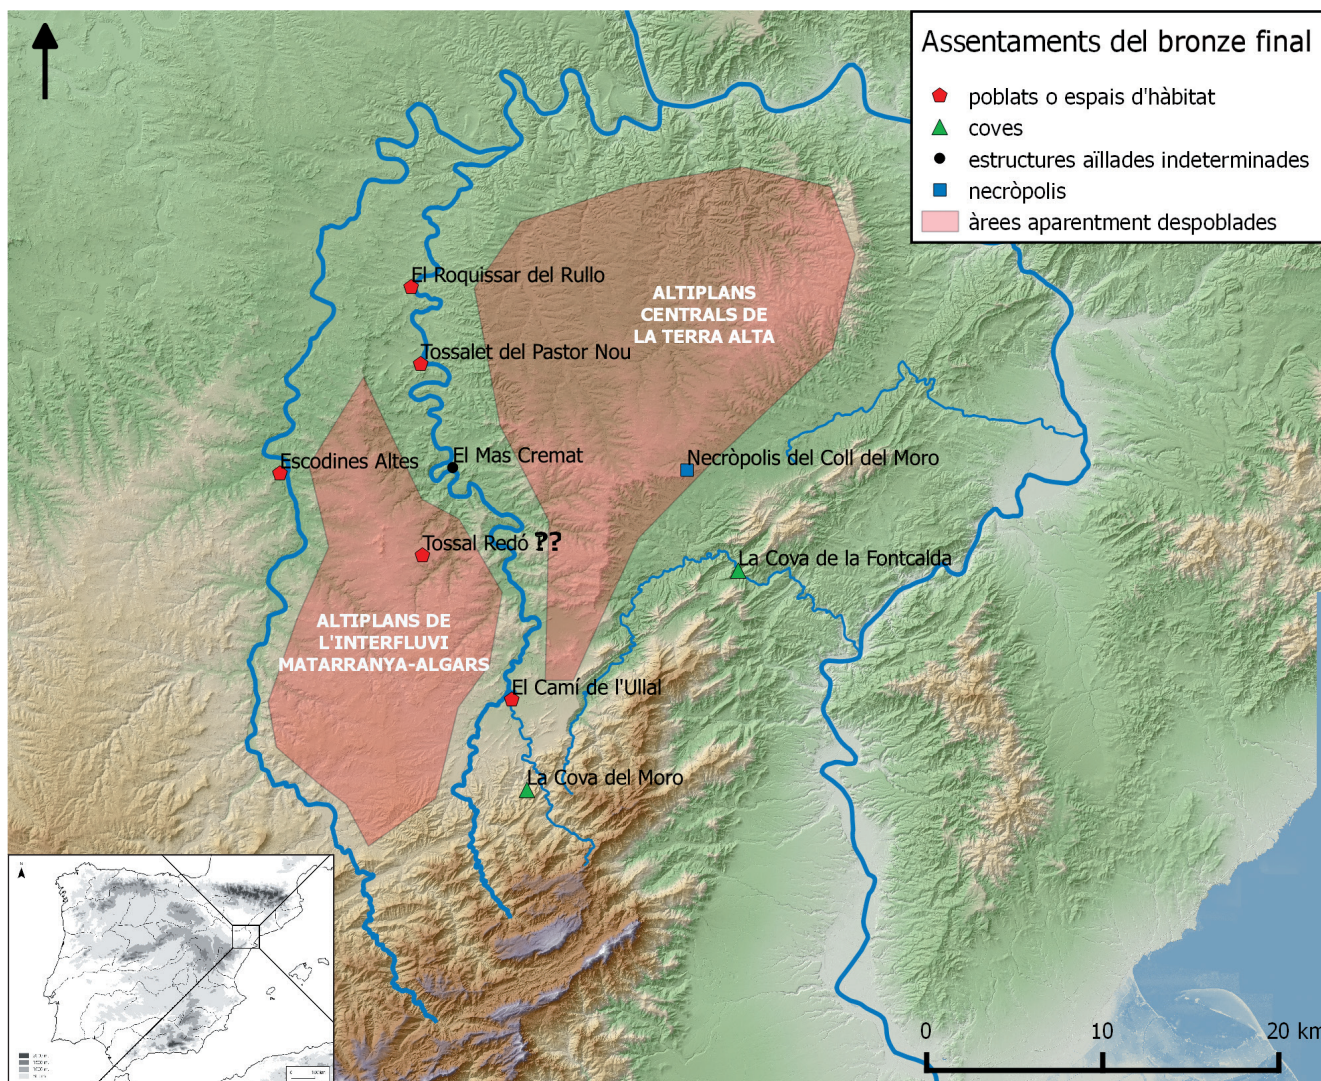 Assentaments del bronze final
poblats o espais d'hàbitat
coves
estructures aïllades indeterminades
necròpolis
àrees aparentment despoblades
El Roquissar del Rullo
ALTIPLANS
CENTRALS DE
LA TERRA ALTA
Tossalet del Pastor Nou
Escodines Altes
El Mas Cremat
Necròpolis del Coll del Moro
Tossal Redó ??
La Cova de la Fontcalda
ALTIPLANS DE
L'INTERFLUVI
MATARRANYA-ALGARS
El Camí de l'Ullal
La Cova del Moro
N
0 10 20 km